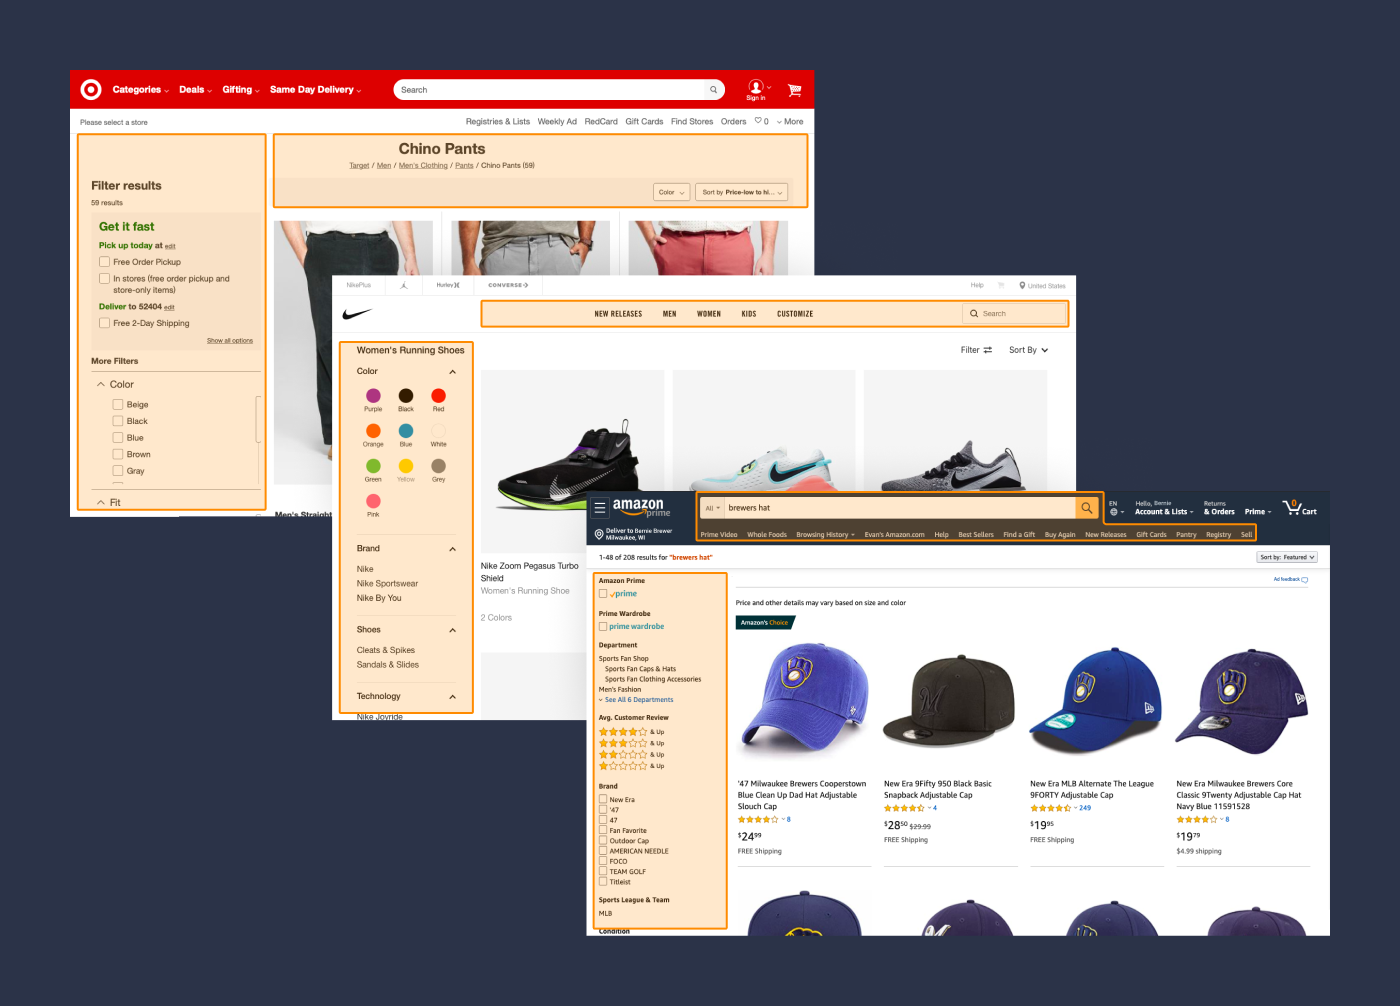 Categories Deals Gifting Same Day Delivery Search Sign in
Please select a store Registries & Lists Weekly Ad RedCard Gift Cards Find Stores Orders 0 More
Chino Pants
Target / Men / Men's Clothing / Pants / Chino Pants (59)
Color Sort by Price-low to hi...
Filter results
59 results
Get it fast
Pick up today at edit
Free Order Pickup
In stores (free order pickup and
store-only items)
Deliver to 52404 edit
Free 2-Day Shipping
Show all options
More Filters
Color
Beige
Black
Blue
Brown
Gray
Fit
Men's Straight
NikePlus Hurley CONVERSE Help United States
NEW RELEASES MEN WOMEN KIDS CUSTOMIZE Search
Women's Running Shoes Filter Sort By
Color
Purple Black Red
Orange Blue White
Green Yellow Grey
Pink
Brand
Nike
Nike Sportswear
Nike By You
Shoes
Cleats & Spikes
Sandals & Slides
Technology
Nike Joyride
Nike Zoom Pegasus Turbo
Shield
Women's Running Shoe
2 Colors
amazon
prime
All brewers hat
EN
Hello, Bernie
Account & Lists
Returns
& Orders
Prime
0
Cart
Deliver to Bernie Brewer
Milwaukee, WI
Prime Video Whole Foods Browsing History Evan's Amazon.com Help Best Sellers Find a Gift Buy Again New Releases Gift Cards Pantry Registry Sell
1-48 of 208 results for "brewers hat" Sort by: Featured
Ad feedback
Amazon Prime
prime
Prime Wardrobe
prime wardrobe
Department
Sports Fan Shop
Sports Fan Caps & Hats
Sports Fan Clothing Accessories
Men's Fashion
See All 6 Departments
Avg. Customer Review
& Up
& Up
& Up
& Up
Brand
New Era
'47
47
Fan Favorite
Outdoor Cap
AMERICAN NEEDLE
FOCO
TEAM GOLF
Titleist
Sports League & Team
MLB
Condition
Price and other details may vary based on size and color
Amazon's Choice
'47 Milwaukee Brewers Cooperstown
Blue Clean Up Dad Hat Adjustable
Slouch Cap
8
$2499
FREE Shipping
New Era 9Fifty 950 Black Basic
Snapback Adjustable Cap
4
$2850 $29.99
FREE Shipping
New Era MLB Alternate The League
9FORTY Adjustable Cap
249
$1995
FREE Shipping
New Era Milwaukee Brewers Core
Classic 9Twenty Adjustable Cap Hat
Navy Blue 11591528
8
$1979
$4.99 shipping